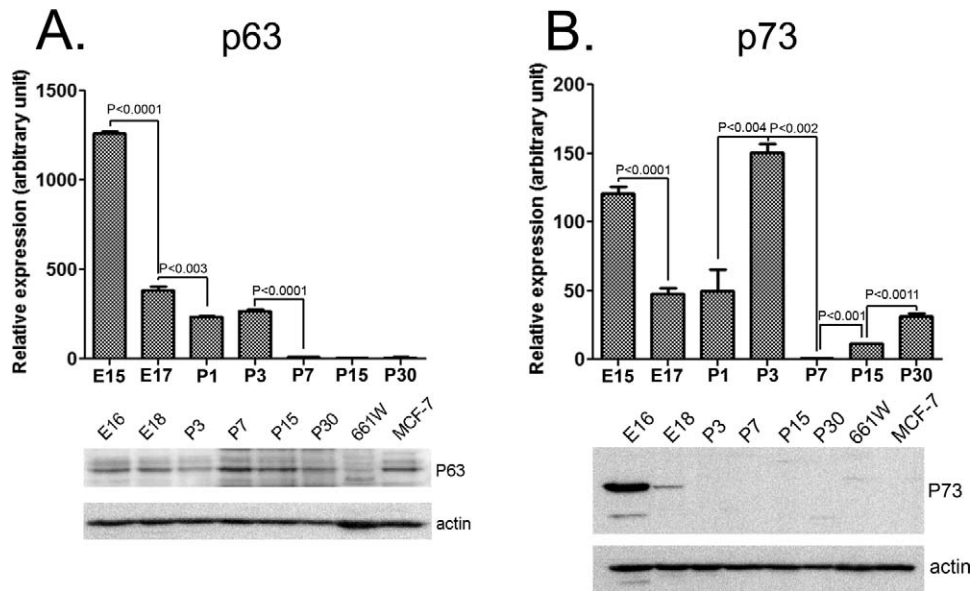 A.
p63
Relative expression (arbitrary unit)
1500
1000
500
0
P<0.0001
P<0.003
P<0.0001
E15 E17 P1 P3 P7 P15 P30
E16 E18 P3 P7 P15 P30 661W MCF-7
P63
actin
B.
p73
Relative expression (arbitrary unit)
200
150
100
50
0
P<0.0001
P<0.004 P<0.002
P<0.001
P<0.0011
E15 E17 P1 P3 P7 P15 P30
E16 E18 P3 P7 P15 P30 661W MCF-7
P73
actin